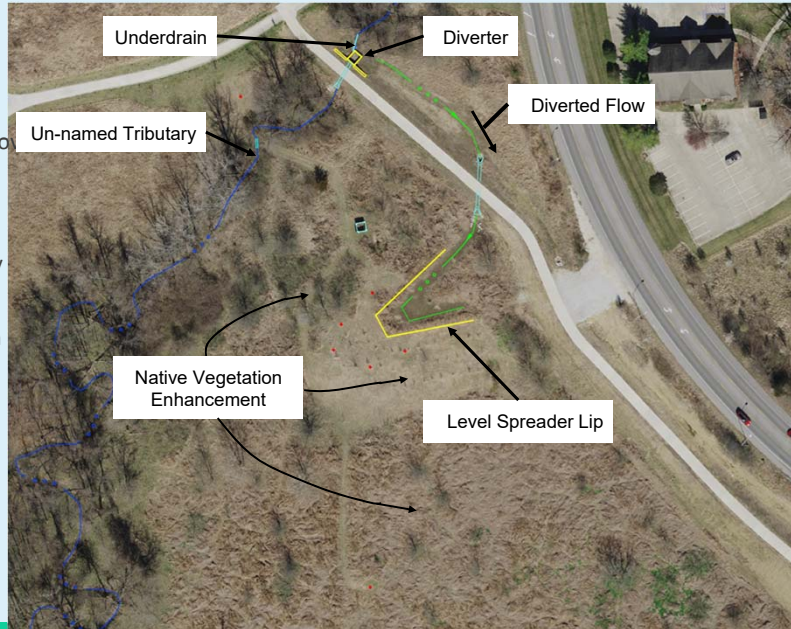 Underdrain
Diverter
Diverted Flow
Un-named Tributary
Native Vegetation
Enhancement
Level Spreader Lip